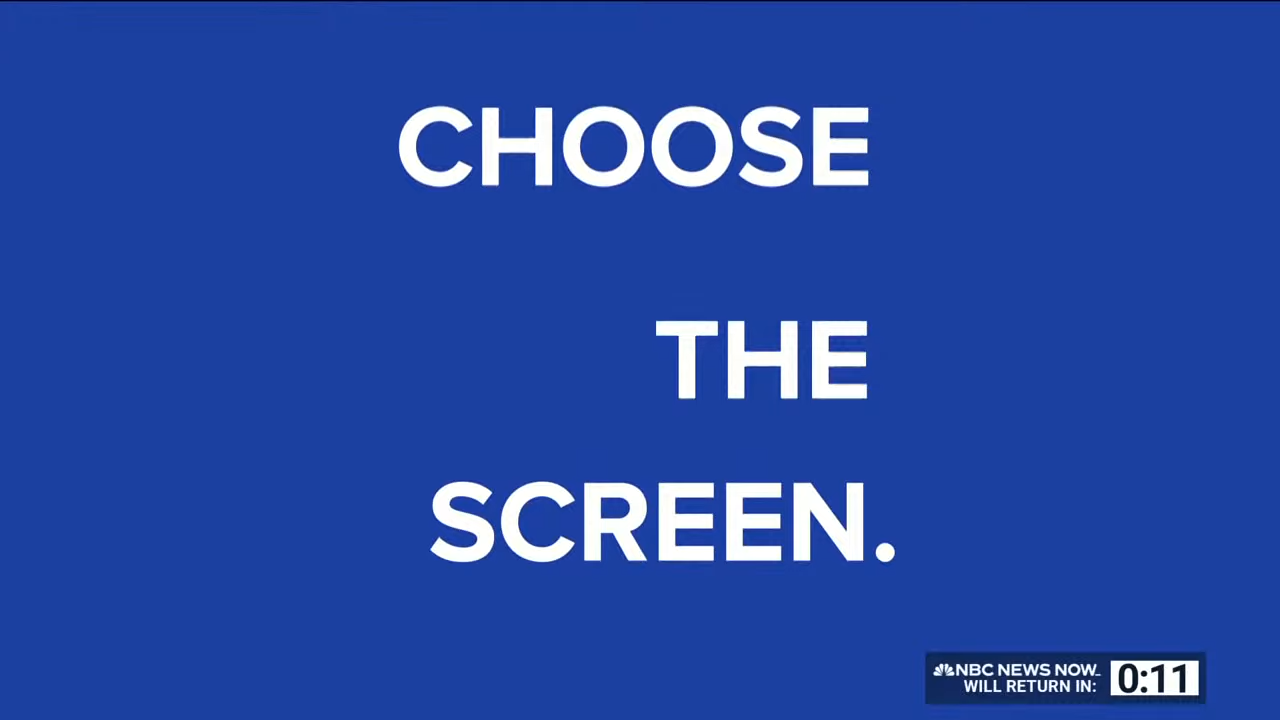 CHOOSE
THE
SCREEN.
NBC NEWS NOW
WILL RETURN IN:
0:11